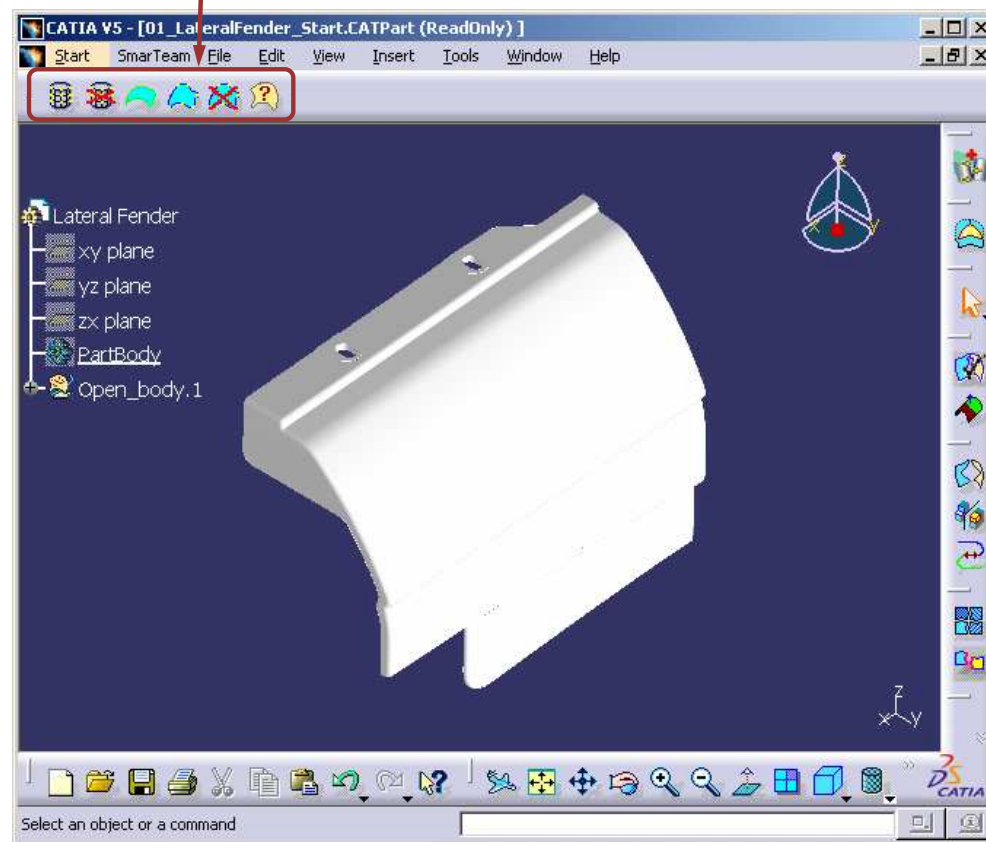 CATIA V5 - [01_LateralFender_Start.CATPart (ReadOnly) ]
Start SmarTeam File Edit View Insert Tools Window Help
Lateral Fender
xy plane
yz plane
zx plane
PartBody
Open_body.1
z
x y
CATIA
Select an object or a command